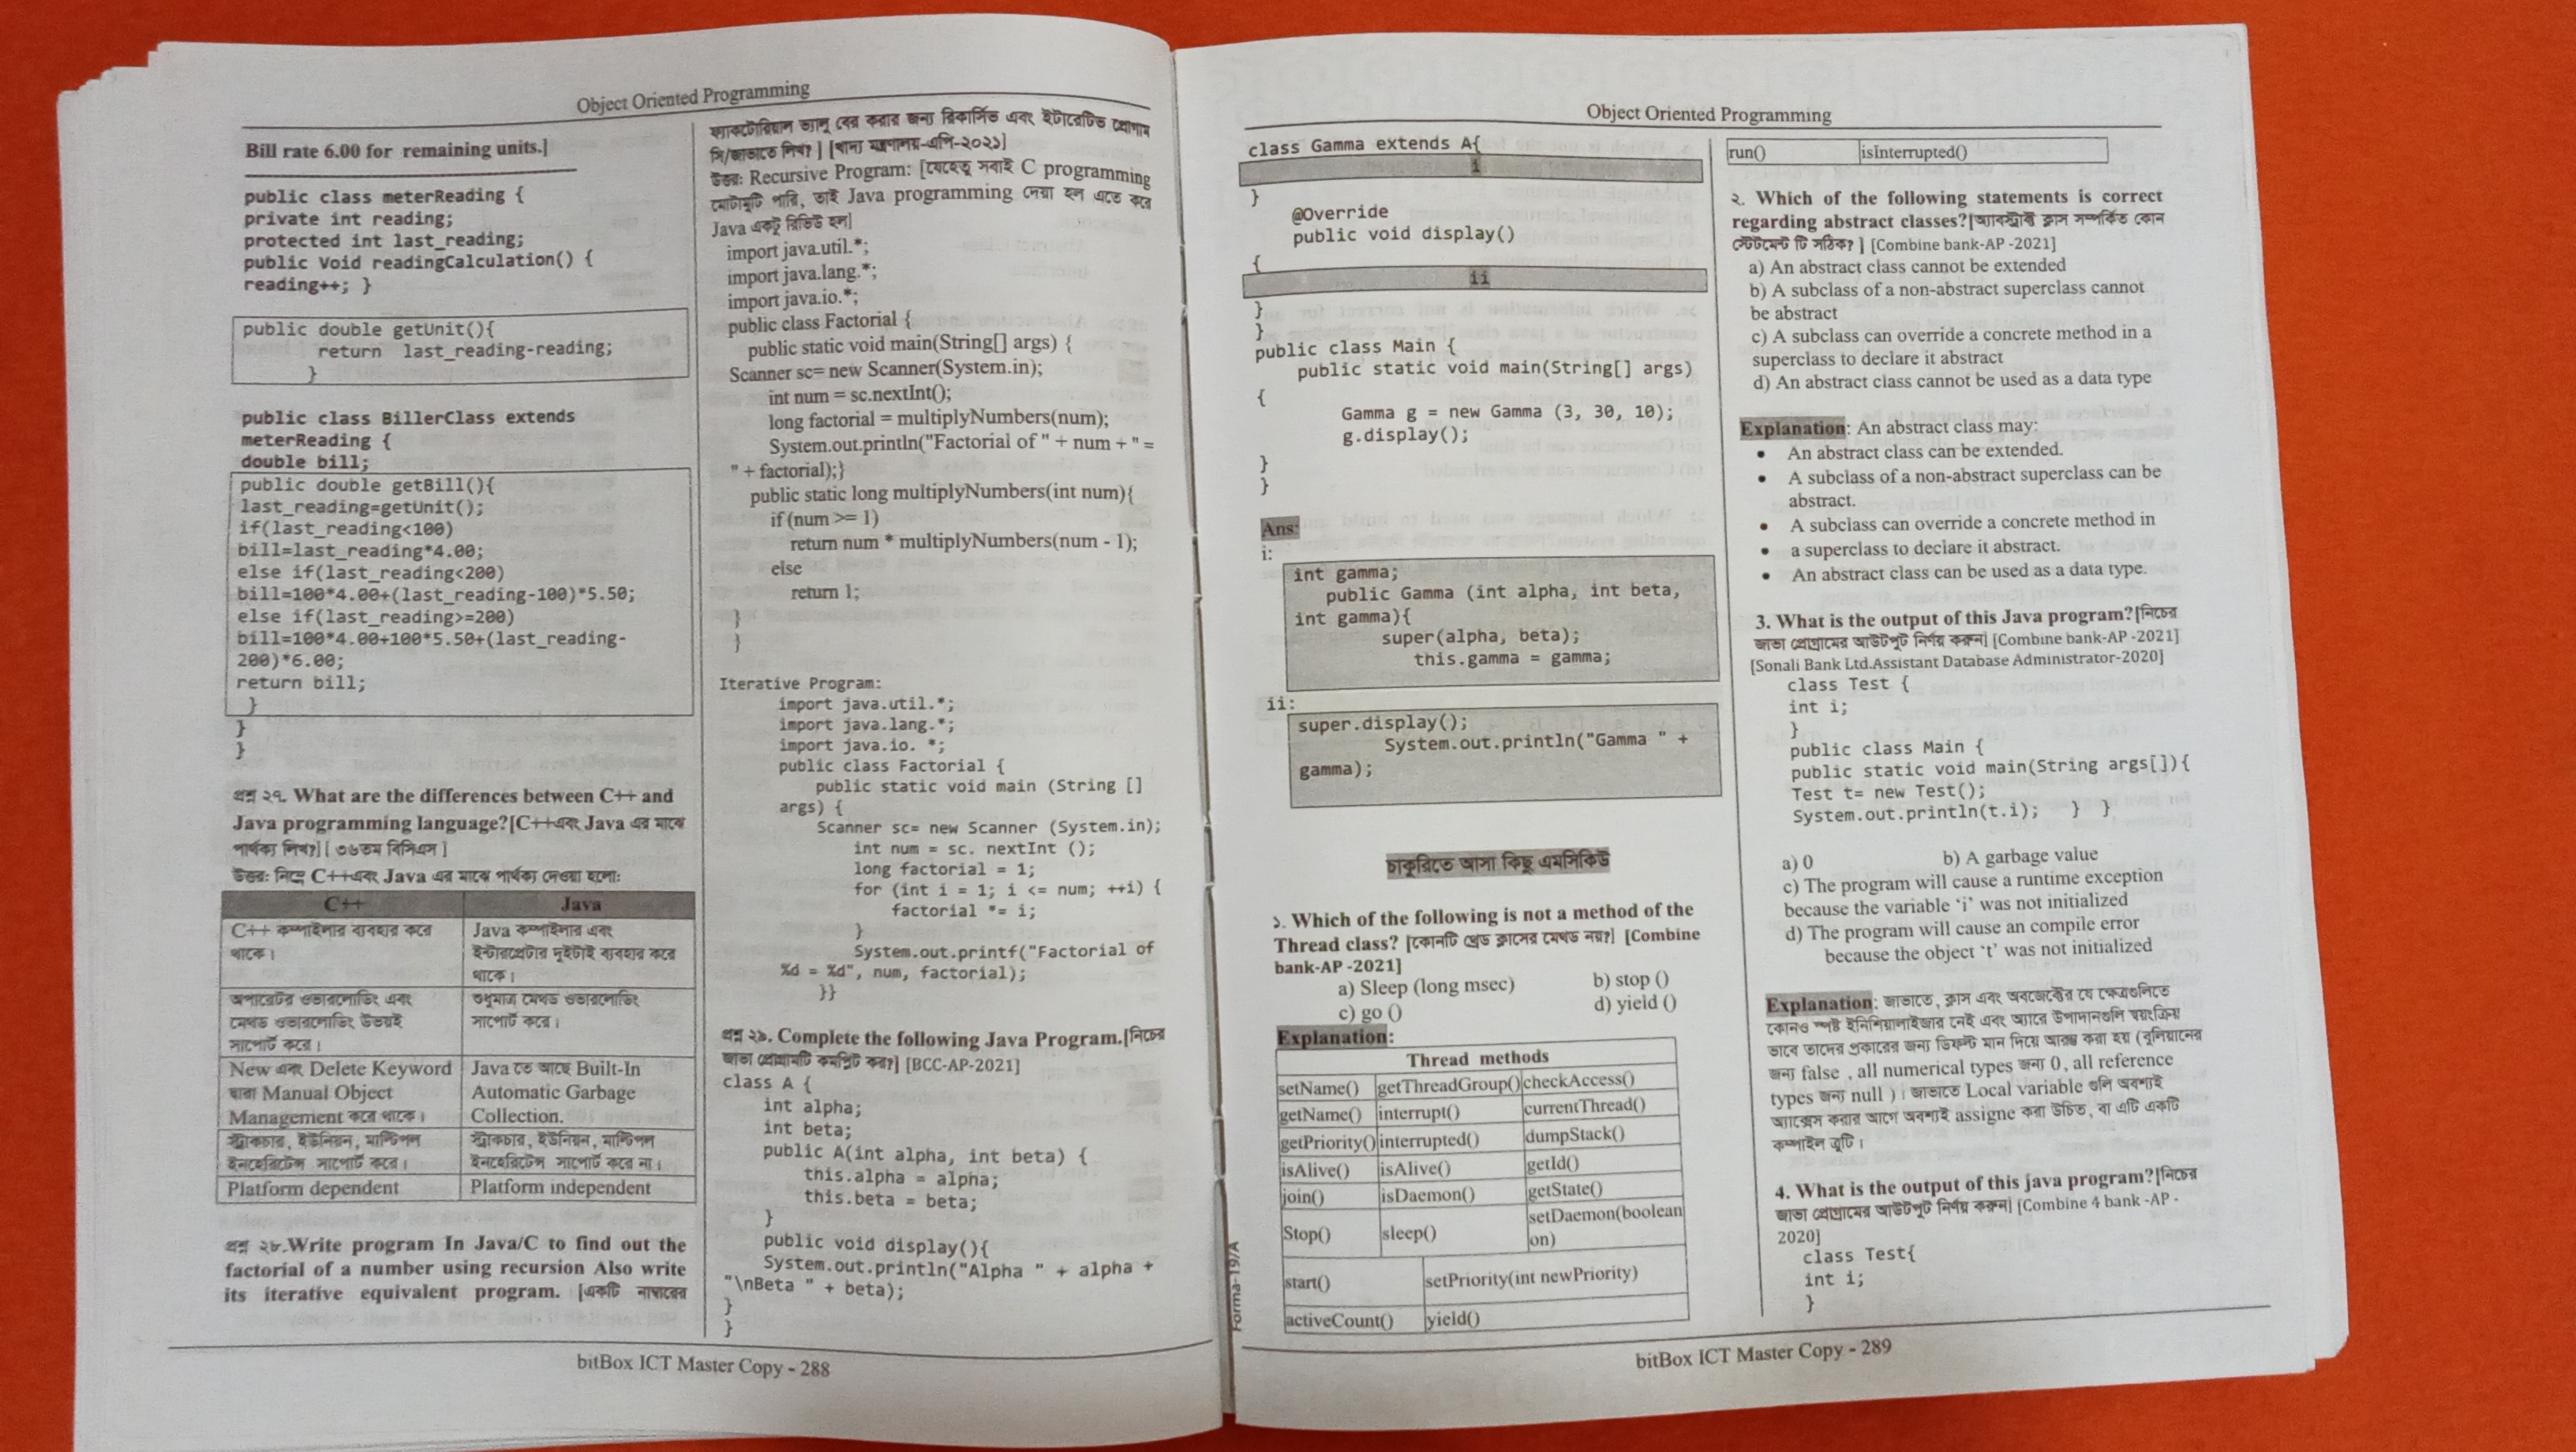 Object Oriented Programming
Bill rate 6.00 for remaining units.]
public class meterReading {
private int reading;
protected int last_reading;
public Void readingCalculation() {
reading++; }
public double getUnit(){
return last_reading-reading;
}
public class BillerClass extends
meterReading {
double bill;
public double getBill(){
last_reading=getUnit();
if(last_reading<100)
bill=last_reading*4.00;
else if(last_reading<200)
bill=100*4.00+(last_reading-100)*5.50;
else if(last_reading>=200)
bill=100*4.00+100*5.50+(last_reading-
200)*6.00;
return bill;
}
}
}
প্রশ্ন ২৭. What are the differences between C++ and
Java programming language?[C++এবং Java এর মাঝে
পার্থক্য লিখ?][ ৩৬তম বিসিএস ]
উত্তর: নিম্নে C++এবং Java এর মাঝে পার্থক্য দেওয়া হলো:
C++ Java
C++ কম্পাইলার ব্যবহার করে
থাকে।
Java কম্পাইলার এবং
ইন্টারপ্রেটার দুইটাই ব্যবহার করে
থাকে।
অপারেটর ওভারলোডিং এবং
মেথড ওভারলোডিং উভয়ই
সাপোর্ট করে।
শুধুমাত্র মেথড ওভারলোডিং
সাপোর্ট করে।
New এবং Delete Keyword
দ্বারা Manual Object
Management করে থাকে।
Java তে আছে Built-In
Automatic Garbage
Collection.
স্ট্রাকচার, ইউনিয়ন, মাল্টিপল
ইনহেরিটেন্স সাপোর্ট করে।
স্ট্রাকচার, ইউনিয়ন, মাল্টিপল
ইনহেরিটেন্স সাপোর্ট করে না।
Platform dependent Platform independent
প্রশ্ন ২৮.Write program In Java/C to find out the
factorial of a number using recursion Also write
its iterative equivalent program. [একটি নাম্বারের
ফ্যাকটোরিয়াল ভ্যালু বের করার জন্য রিকার্সিভ এবং ইটারেটিভ প্রোগাম
সি/জাভাতে লিখ? ] [খাদ্য মন্ত্রণালয়-এপি-২০২১]
উত্তর: Recursive Program: [যেহেতু সবাই C programming
মোটামুটি পারি, তাই Java programming দেয়া হল এতে করে
Java একটু রিভিউ হল]
import java.util.*;
import java.lang.*;
import java.io.*;
public class Factorial {
public static void main(String[] args) {
Scanner sc= new Scanner(System.in);
int num = sc.nextInt();
long factorial = multiplyNumbers(num);
System.out.println("Factorial of " + num + " =
" + factorial);}
public static long multiplyNumbers(int num){
if (num >= 1)
return num * multiplyNumbers(num - 1);
else
return 1;
}
}
Iterative Program:
import java.util.*;
import java.lang.*;
import java.io. *;
public class Factorial {
public static void main (String []
args) {
Scanner sc= new Scanner (System.in);
int num = sc. nextInt ();
long factorial = 1;
for (int i = 1; i <= num; ++i) {
factorial *= i;
}
System.out.printf("Factorial of
%d = %d", num, factorial);
}}
প্রশ্ন ২৯. Complete the following Java Program.[নিচের
জাভা প্রোগ্রামটি কমপ্লিট কর?] [BCC-AP-2021]
class A {
int alpha;
int beta;
public A(int alpha, int beta) {
this.alpha = alpha;
this.beta = beta;
}
public void display(){
System.out.println("Alpha " + alpha +
"\nBeta " + beta);
}
}
bitBox ICT Master Copy - 288
Object Oriented Programming
class Gamma extends A{
i
}
@Override
public void display()
{
ii
}
}
public class Main {
public static void main(String[] args)
{
Gamma g = new Gamma (3, 30, 10);
g.display();
}
}
Ans:
i:
int gamma;
public Gamma (int alpha, int beta,
int gamma){
super(alpha, beta);
this.gamma = gamma;
ii:
super.display();
System.out.println("Gamma " +
gamma);
চাকুরিতে আসা কিছু এমসিকিউ
১. Which of the following is not a method of the
Thread class? [কোনটি থ্রেড ক্লাসের মেথড নয়?] [Combine
bank-AP -2021]
a) Sleep (long msec) b) stop ()
c) go () d) yield ()
Explanation:
Thread methods
setName() getThreadGroup() checkAccess()
getName() interrupt() currentThread()
getPriority() interrupted() dumpStack()
isAlive() isAlive() getId()
join() isDaemon() getState()
Stop() sleep() setDaemon(boolean
on)
start() setPriority(int newPriority)
activeCount() yield()
Forma-19/A
run() isInterrupted()
২. Which of the following statements is correct
regarding abstract classes?[অ্যাবস্ট্রাক্ট ক্লাস সম্পর্কিত কোন
স্টেটমেন্ট টি সঠিক? ] [Combine bank-AP -2021]
a) An abstract class cannot be extended
b) A subclass of a non-abstract superclass cannot
be abstract
c) A subclass can override a concrete method in a
superclass to declare it abstract
d) An abstract class cannot be used as a data type
Explanation: An abstract class may:
• An abstract class can be extended.
• A subclass of a non-abstract superclass can be
abstract.
• A subclass can override a concrete method in
• a superclass to declare it abstract.
• An abstract class can be used as a data type.
3. What is the output of this Java program?[নিচের
জাভা প্রোগ্রামের আউটপুট নির্ণয় করুন] [Combine bank-AP -2021]
[Sonali Bank Ltd.Assistant Database Administrator-2020]
class Test {
int i;
}
public class Main {
public static void main(String args[]){
Test t= new Test();
System.out.println(t.i); } }
a) 0 b) A garbage value
c) The program will cause a runtime exception
because the variable ‘i’ was not initialized
d) The program will cause an compile error
because the object ‘t’ was not initialized
Explanation: জাভাতে, ক্লাস এবং অবজেক্টের যে ক্ষেত্রগুলিতে
কোনও স্পষ্ট ইনিশিয়ালাইজার নেই এবং অ্যারে উপাদানগুলি স্বয়ংক্রিয়
ভাবে তাদের প্রকারের জন্য ডিফল্ট মান দিয়ে আরম্ভ করা হয় (বুলিয়ানের
জন্য false , all numerical types জন্য 0, all reference
types জন্য null )। জাভাতে Local variable গুলি অবশ্যই
অ্যাক্সেস করার আগে অবশ্যই assigne করা উচিত, বা এটি একটি
কম্পাইল ত্রুটি।
4. What is the output of this java program?[নিচের
জাভা প্রোগ্রামের আউটপুট নির্ণয় করুন] [Combine 4 bank -AP -
2020]
class Test{
int i;
}
bitBox ICT Master Copy - 289